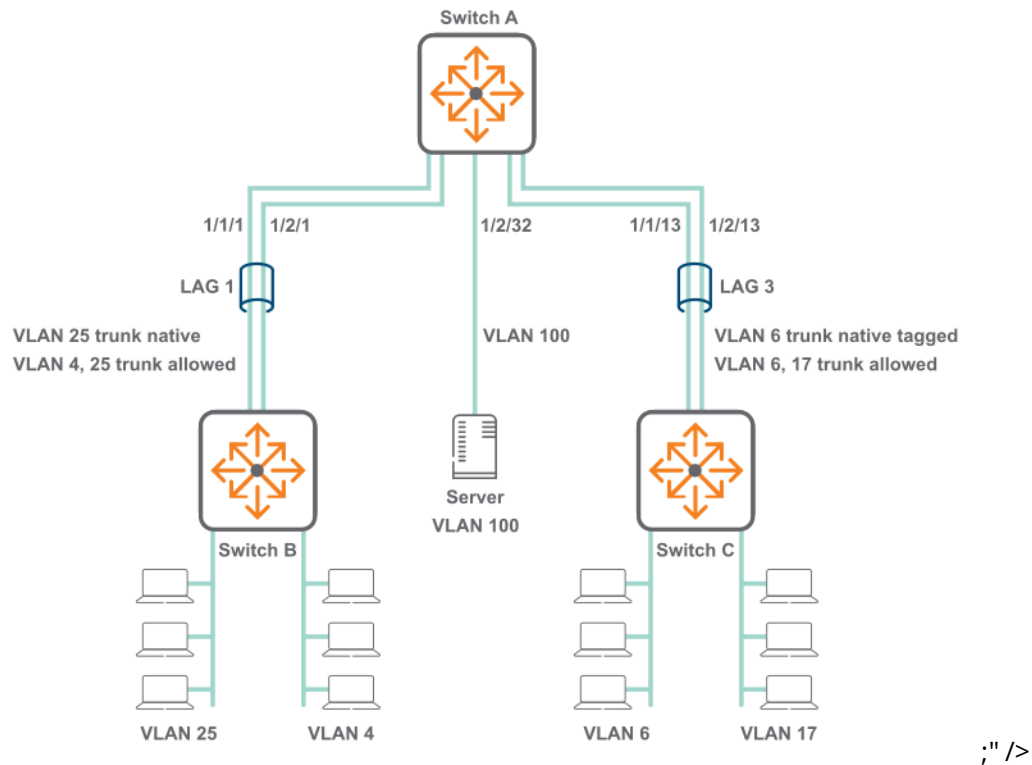 Switch A
1/1/1
1/2/1
1/2/32
1/1/13
1/2/13
LAG 1
LAG 3
VLAN 25 trunk native
VLAN 4, 25 trunk allowed
VLAN 100
VLAN 6 trunk native tagged
VLAN 6, 17 trunk allowed
Server
VLAN 100
Switch B
Switch C
VLAN 25
VLAN 4
VLAN 6
VLAN 17
;" />